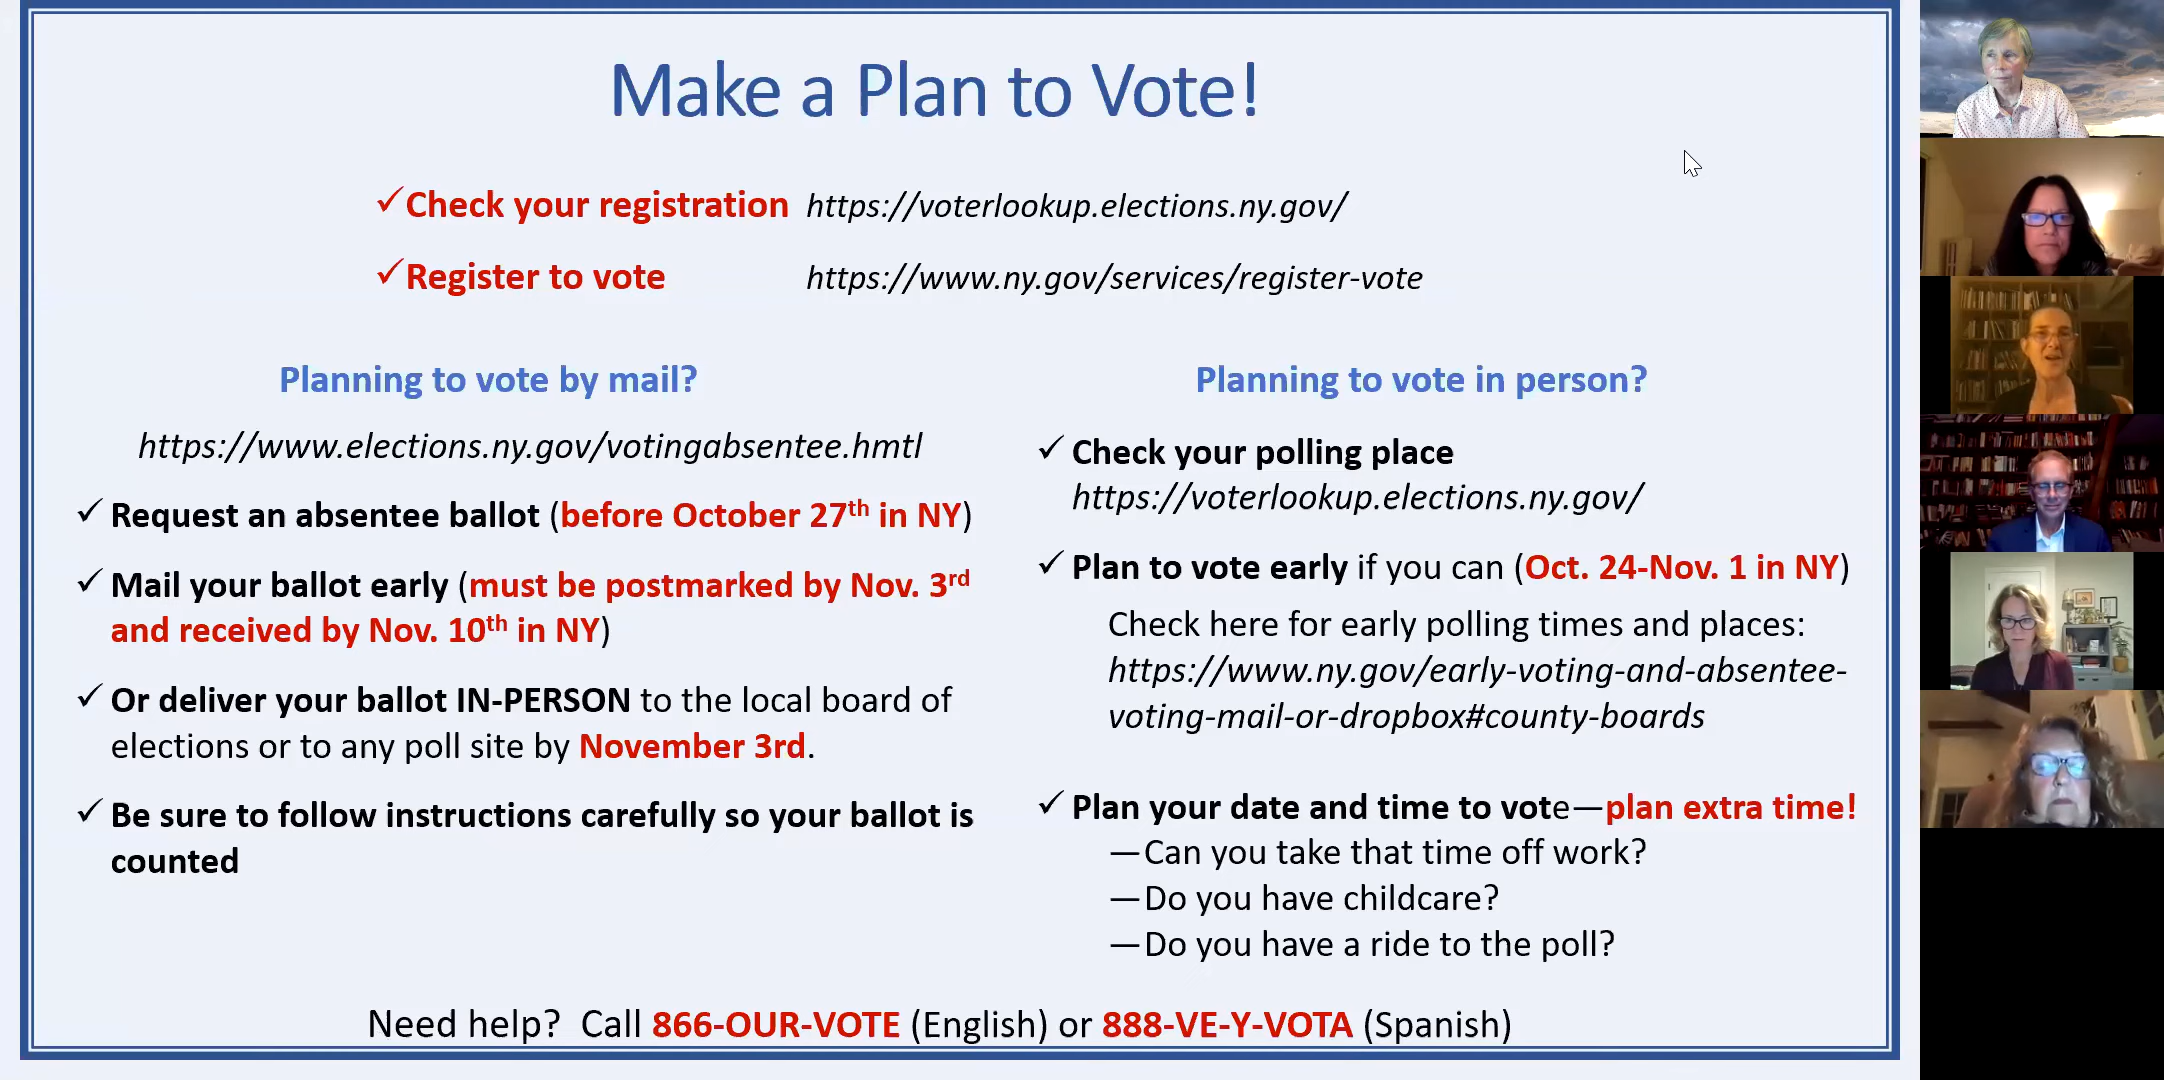 Make a Plan to Vote!
✓Check your registration https://voterlookup.elections.ny.gov/
✓Register to vote https://www.ny.gov/services/register-vote
Planning to vote by mail?
https://www.elections.ny.gov/votingabsentee.hmtl
✓ Request an absentee ballot (before October 27th in NY)
✓ Mail your ballot early (must be postmarked by Nov. 3rd
and received by Nov. 10th in NY)
✓ Or deliver your ballot IN-PERSON to the local board of
elections or to any poll site by November 3rd.
✓ Be sure to follow instructions carefully so your ballot is
counted
Planning to vote in person?
✓ Check your polling place
https://voterlookup.elections.ny.gov/
✓ Plan to vote early if you can (Oct. 24-Nov. 1 in NY)
Check here for early polling times and places:
https://www.ny.gov/early-voting-and-absentee-
voting-mail-or-dropbox#county-boards
✓ Plan your date and time to vote—plan extra time!
—Can you take that time off work?
—Do you have childcare?
—Do you have a ride to the poll?
Need help? Call 866-OUR-VOTE (English) or 888-VE-Y-VOTA (Spanish)